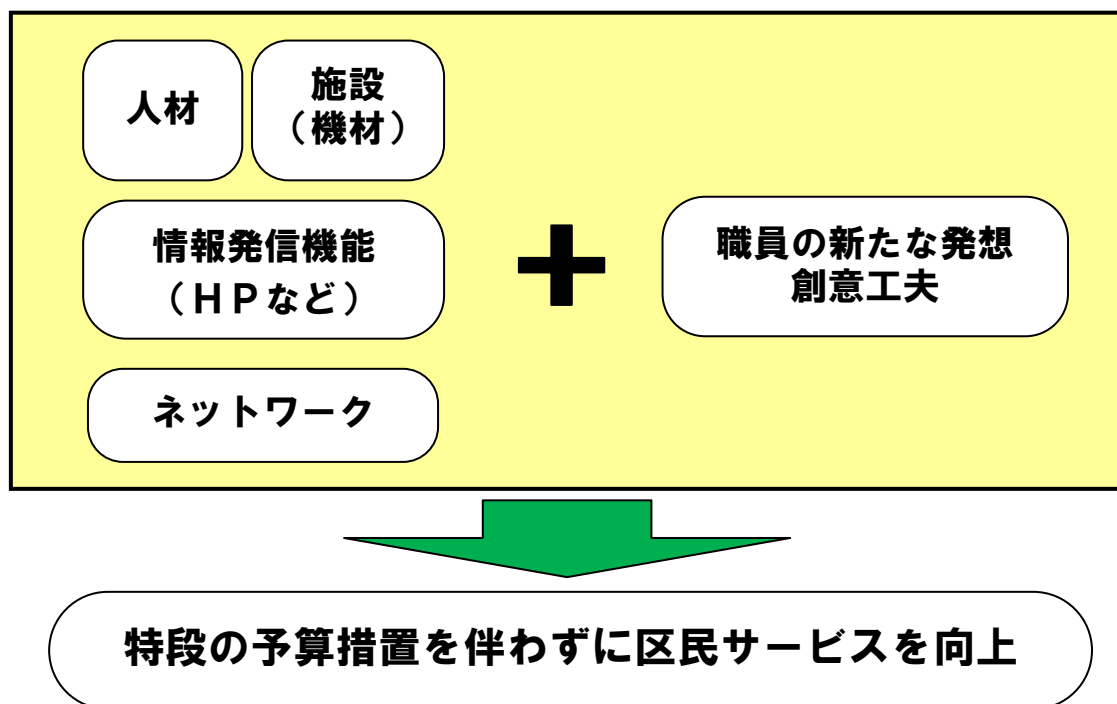 人材
施設
（機材）
情報発信機能
（ＨＰなど）
ネットワーク
＋
職員の新たな発想
創意工夫
特段の予算措置を伴わずに区民サービスを向上